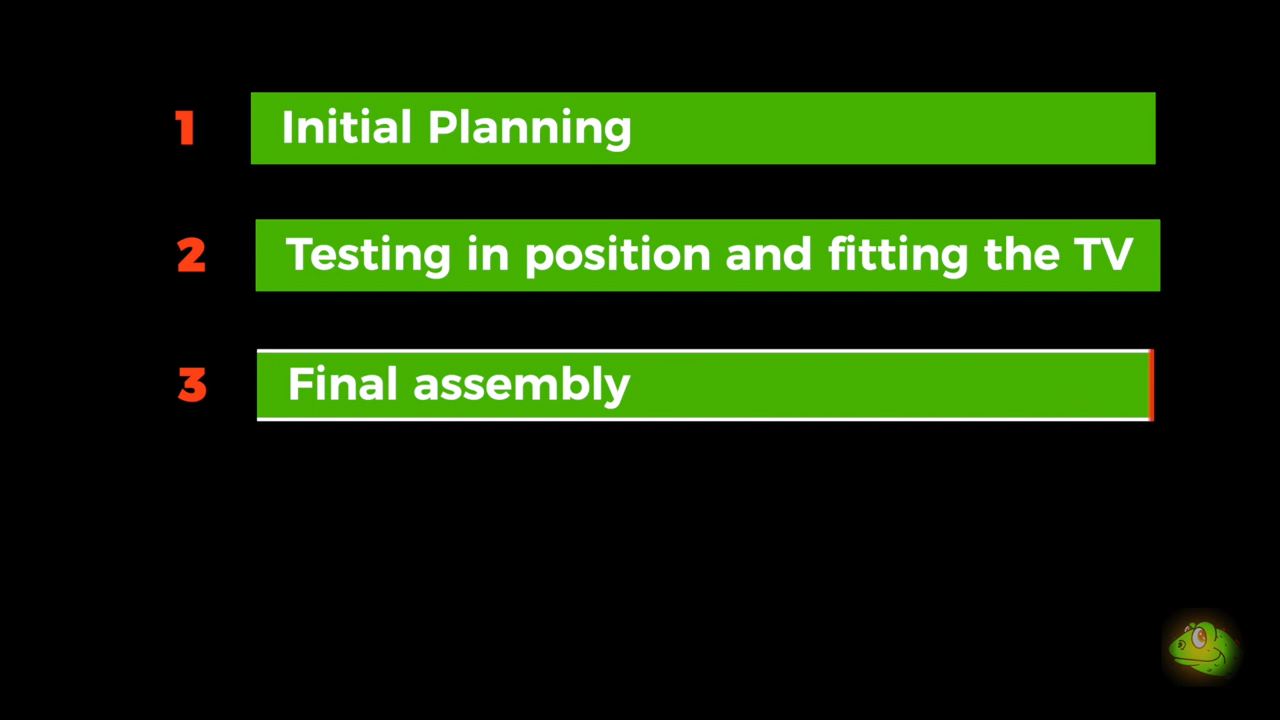 1 Initial Planning
2 Testing in position and fitting the TV
3 Final assembly